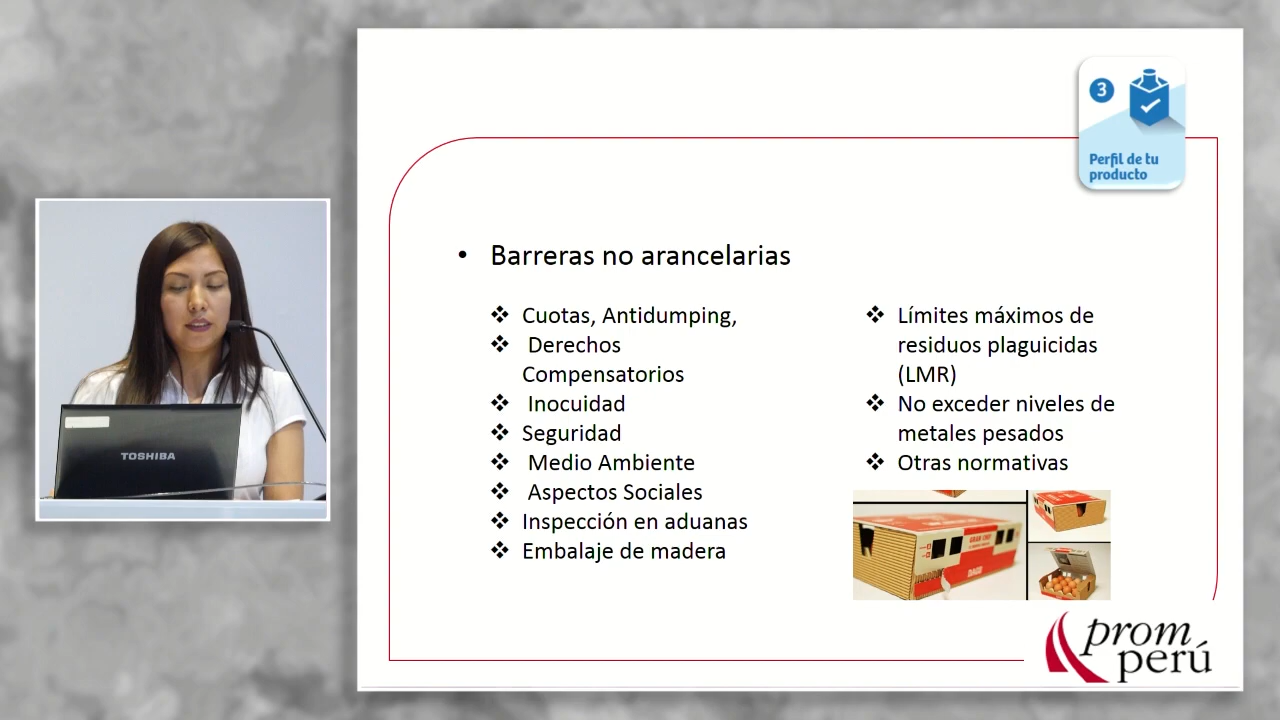 3
Perfil de tu
producto
• Barreras no arancelarias
❖ Cuotas, Antidumping,
❖ Derechos
Compensatorios
❖ Inocuidad
❖ Seguridad
❖ Medio Ambiente
❖ Aspectos Sociales
❖ Inspección en aduanas
❖ Embalaje de madera
❖ Límites máximos de
residuos plaguicidas
(LMR)
❖ No exceder niveles de
metales pesados
❖ Otras normativas
TOSHIBA
prom
perú